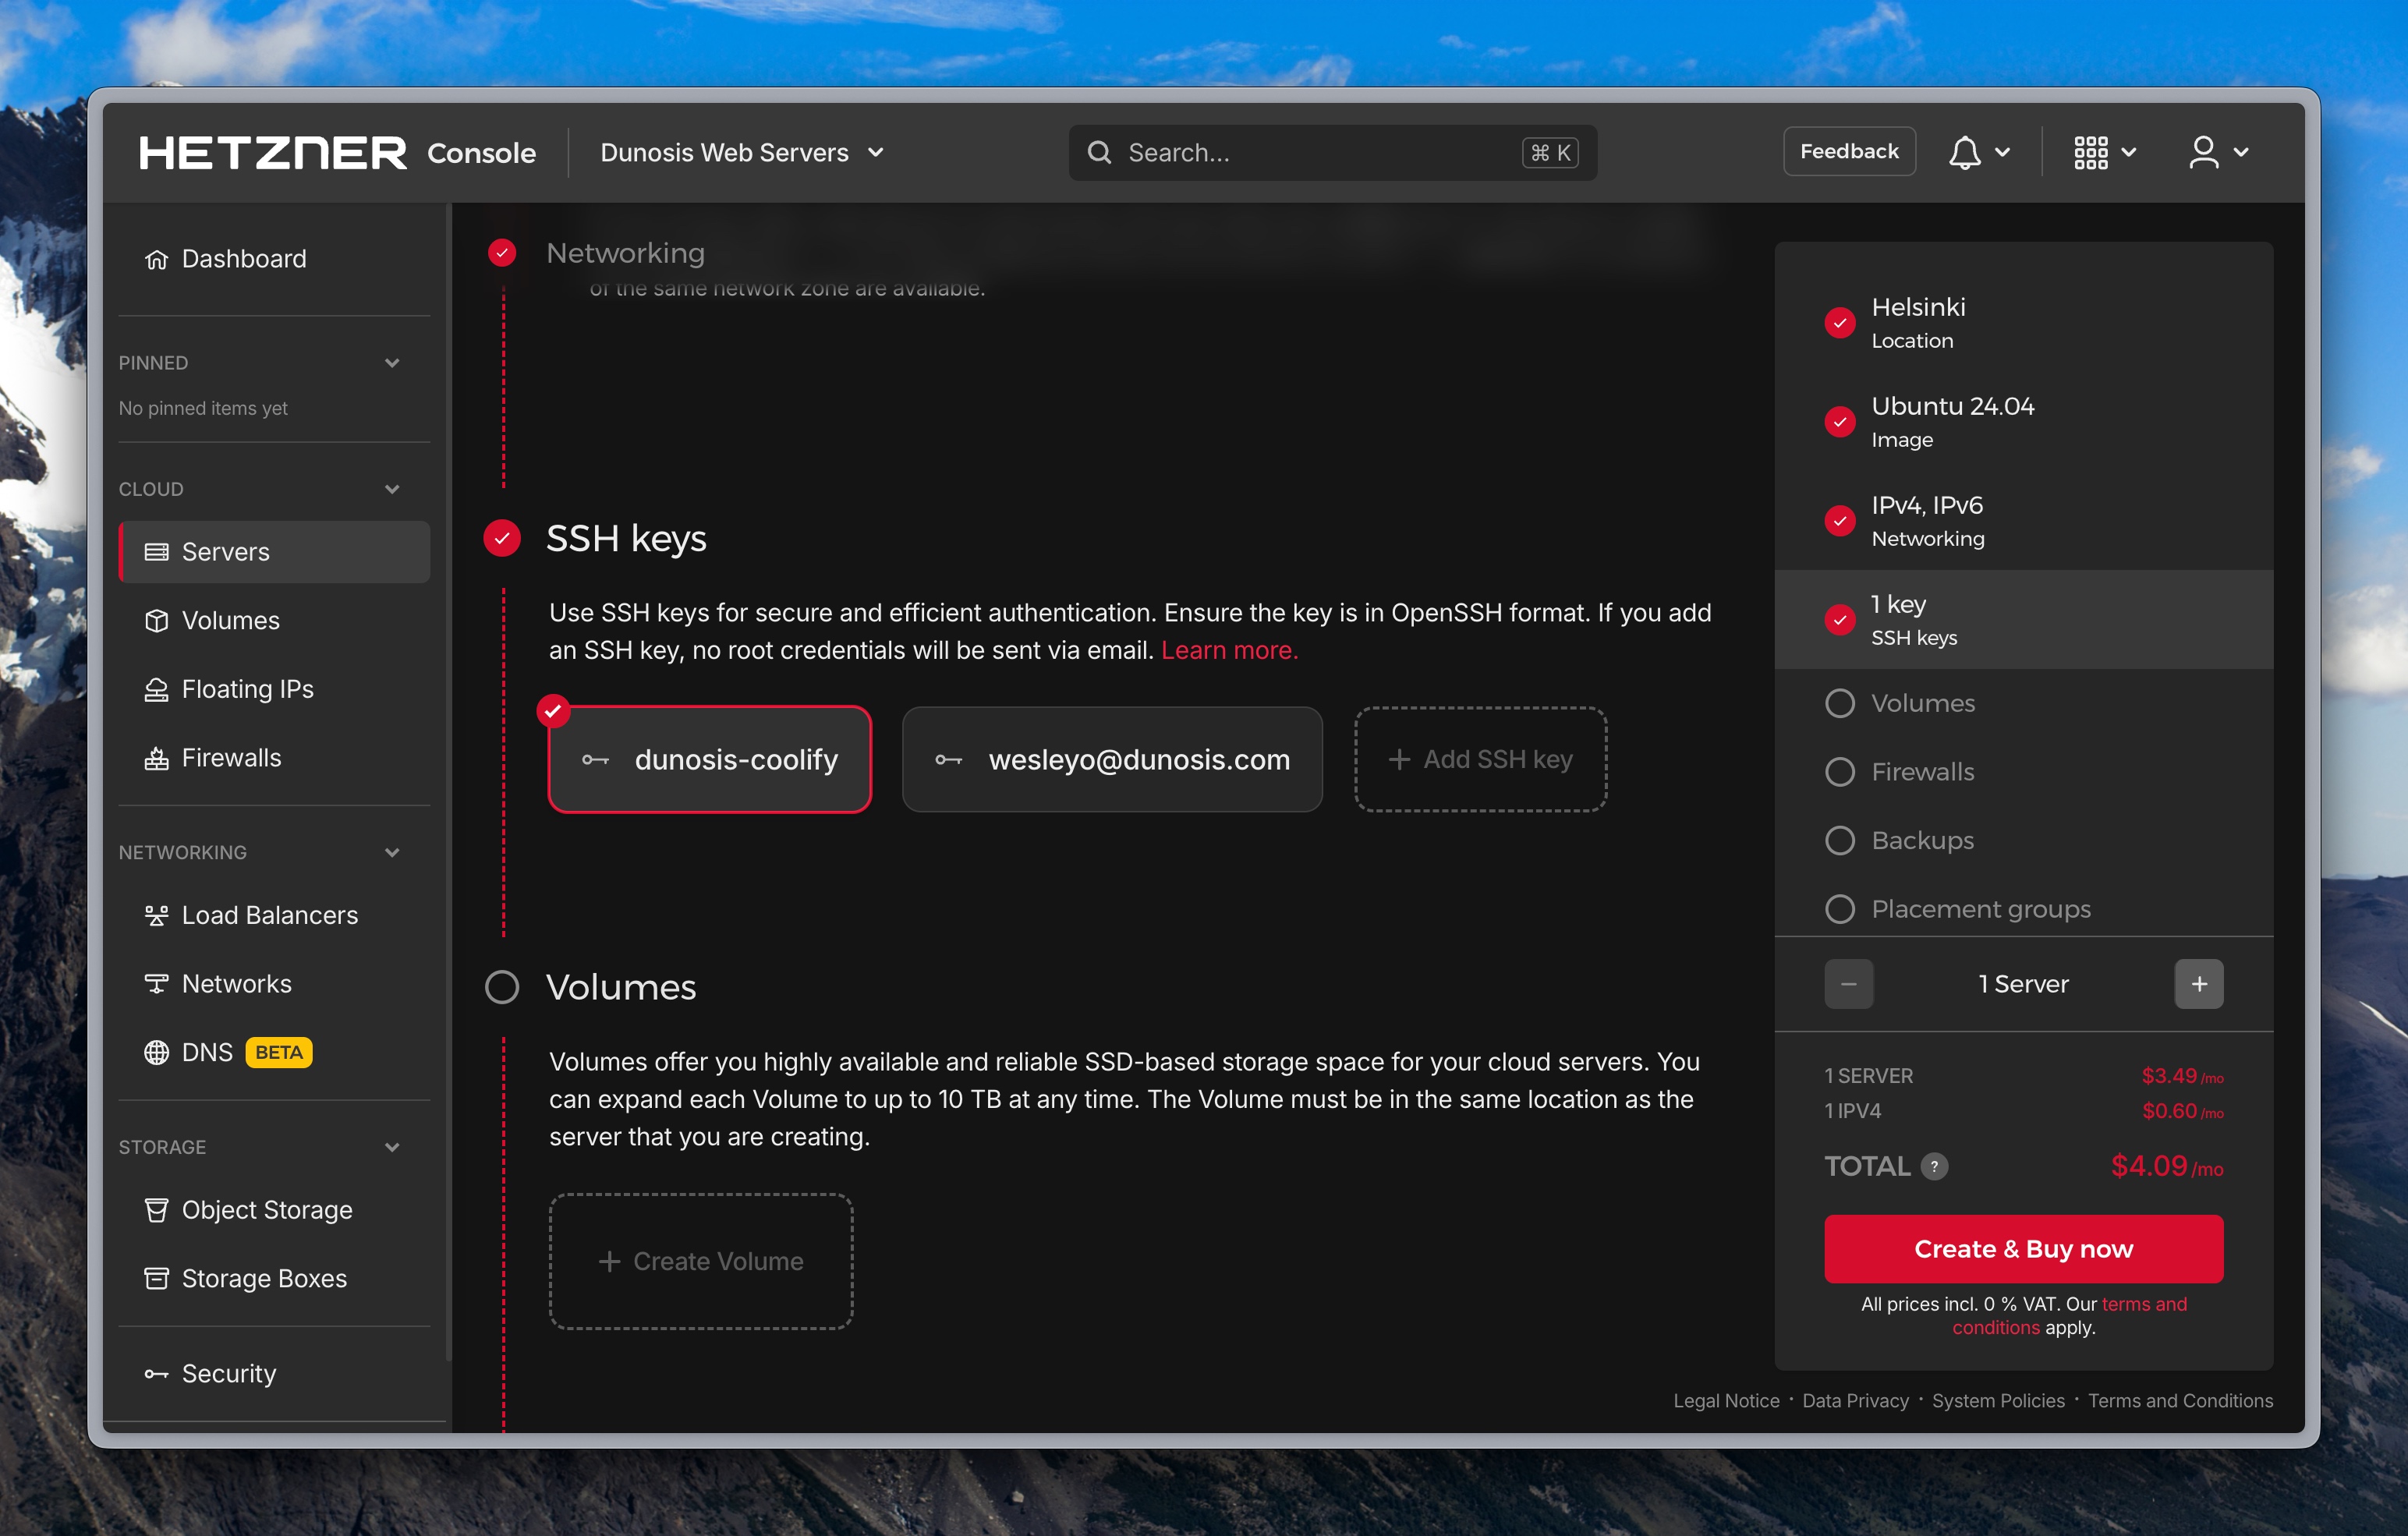 HETZNER Console
Dunosis Web Servers
Search...
⌘ K
Feedback
Dashboard
PINNED
No pinned items yet
CLOUD
Servers
Volumes
Floating IPs
Firewalls
NETWORKING
Load Balancers
Networks
DNS BETA
STORAGE
Object Storage
Storage Boxes
Security
Networking
of the same network zone are available.
SSH keys
Use SSH keys for secure and efficient authentication. Ensure the key is in OpenSSH format. If you add
an SSH key, no root credentials will be sent via email. Learn more.
dunosis-coolify
wesleyo@dunosis.com
+ Add SSH key
Volumes
Volumes offer you highly available and reliable SSD-based storage space for your cloud servers. You
can expand each Volume to up to 10 TB at any time. The Volume must be in the same location as the
server that you are creating.
+ Create Volume
Helsinki
Location
Ubuntu 24.04
Image
IPv4, IPv6
Networking
1 key
SSH keys
Volumes
Firewalls
Backups
Placement groups
− 1 Server +
1 SERVER $3.49 /mo
1 IPV4 $0.60 /mo
TOTAL ? $4.09 /mo
Create & Buy now
All prices incl. 0 % VAT. Our terms and
conditions apply.
Legal Notice · Data Privacy · System Policies · Terms and Conditions